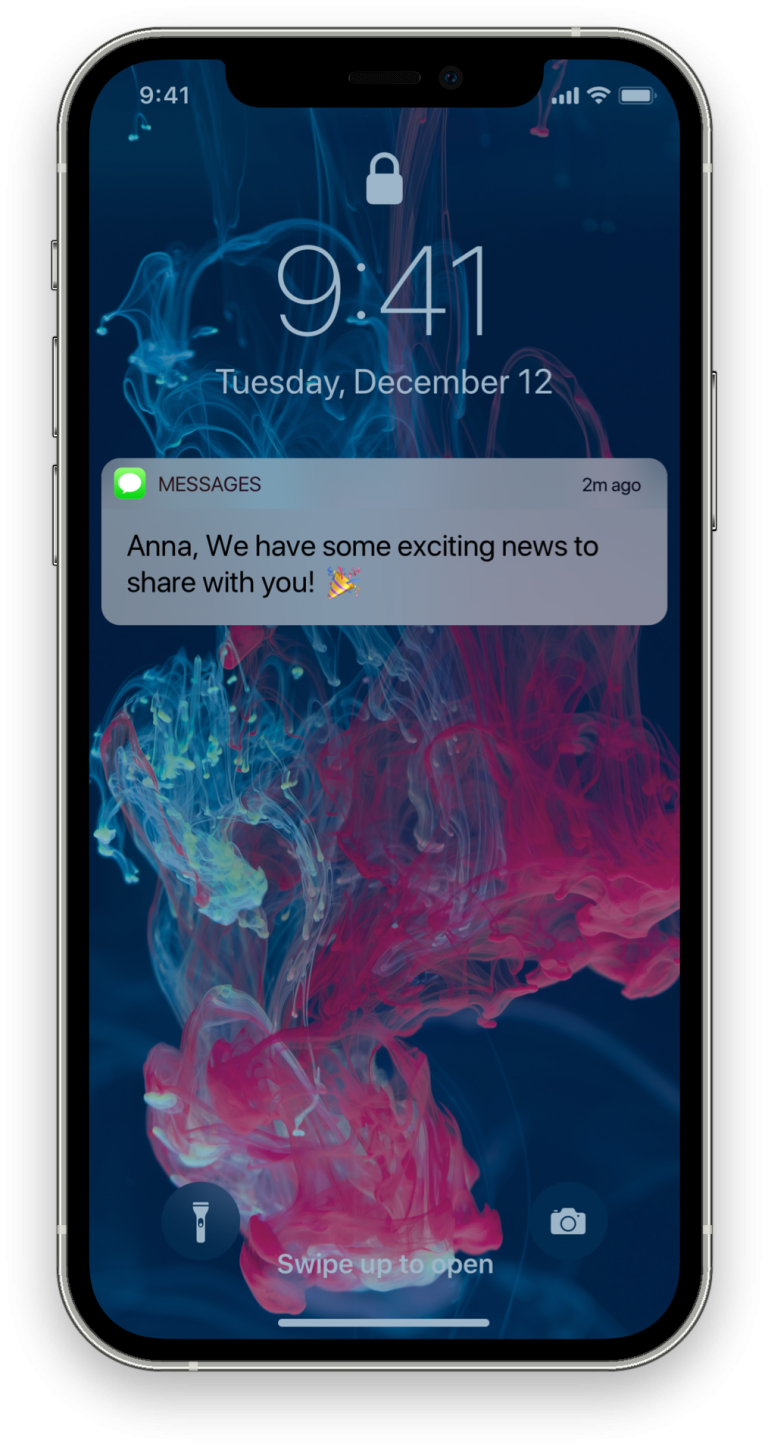 9:41
9:41
Tuesday, December 12
MESSAGES 2m ago
Anna, We have some exciting news to
share with you! 🎉
Swipe up to open